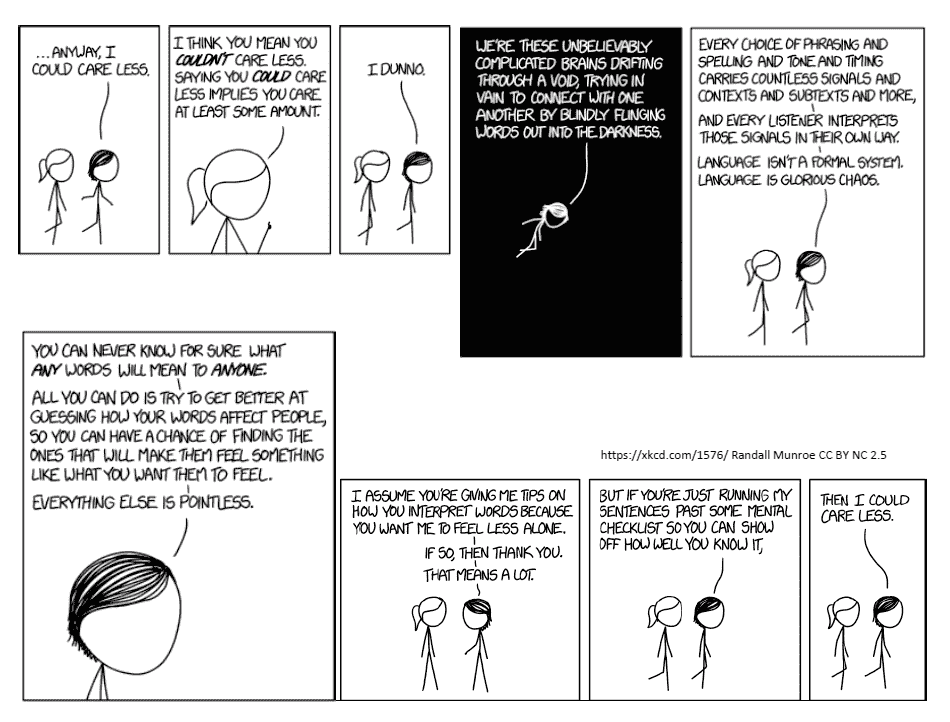 ...ANYWAY, I
COULD CARE LESS.
I THINK YOU MEAN YOU
COULDN'T CARE LESS.
SAYING YOU COULD CARE
LESS IMPLIES YOU CARE
AT LEAST SOME AMOUNT.
I DUNNO.
WE'RE THESE UNBELIEVABLY
COMPLICATED BRAINS DRIFTING
THROUGH A VOID, TRYING IN
VAIN TO CONNECT WITH ONE
ANOTHER BY BLINDLY FLINGING
WORDS OUT INTO THE DARKNESS.
EVERY CHOICE OF PHRASING AND
SPELLING AND TONE AND TIMING
CARRIES COUNTLESS SIGNALS AND
CONTEXTS AND SUBTEXTS AND MORE,
AND EVERY LISTENER INTERPRETS
THOSE SIGNALS IN THEIR OWN WAY.
LANGUAGE ISN'T A FORMAL SYSTEM.
LANGUAGE IS GLORIOUS CHAOS.
YOU CAN NEVER KNOW FOR SURE WHAT
ANY WORDS WILL MEAN TO ANYONE.
ALL YOU CAN DO IS TRY TO GET BETTER AT
GUESSING HOW YOUR WORDS AFFECT PEOPLE,
SO YOU CAN HAVE A CHANCE OF FINDING THE
ONES THAT WILL MAKE THEM FEEL SOMETHING
LIKE WHAT YOU WANT THEM TO FEEL.
EVERYTHING ELSE IS POINTLESS.
https://xkcd.com/1576/ Randall Munroe CC BY NC 2.5
I ASSUME YOU'RE GIVING ME TIPS ON
HOW YOU INTERPRET WORDS BECAUSE
YOU WANT ME TO FEEL LESS ALONE.
IF SO, THEN THANK YOU.
THAT MEANS A LOT.
BUT IF YOU'RE JUST RUNNING MY
SENTENCES PAST SOME MENTAL
CHECKLIST SO YOU CAN SHOW
OFF HOW WELL YOU KNOW IT,
THEN I COULD
CARE LESS.